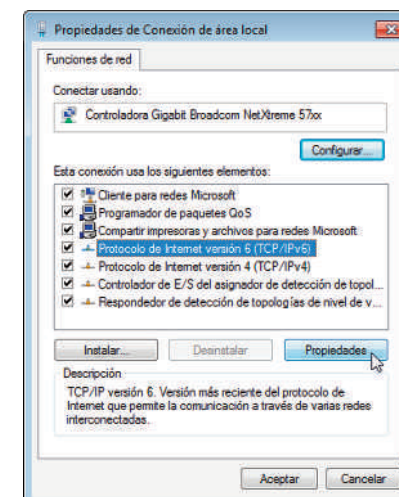 Propiedades de Conexión de área local
Funciones de red
Conectar usando:
Controladora Gigabit Broadcom NetXtreme 57xx
Configurar...
Esta conexión usa los siguientes elementos:
Cliente para redes Microsoft
Programador de paquetes QoS
Compartir impresoras y archivos para redes Microsoft
Protocolo de Internet versión 6 (TCP/IPv6)
Protocolo de Internet versión 4 (TCP/IPv4)
Controlador de E/S del asignador de detección de topol...
Respondedor de detección de topologías de nivel de v...
Instalar...
Desinstalar
Propiedades
Descripción
TCP/IP versión 6. Versión más reciente del protocolo de
Internet que permite la comunicación a través de varias redes
interconectadas.
Aceptar
Cancelar